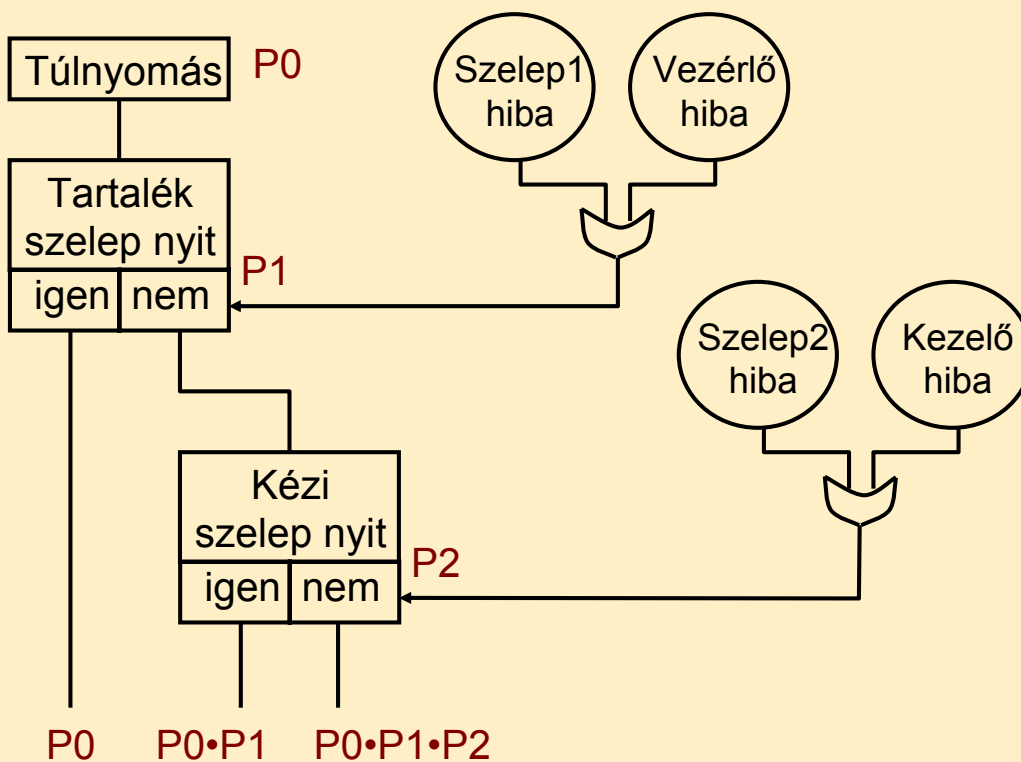 Túlnyomás
P0
Szelep1
hiba
Vezérlő
hiba
Tartalék
szelep nyit
igen
nem
P1
Szelep2
hiba
Kezelő
hiba
Kézi
szelep nyit
igen
nem
P2
P0
P0•P1
P0•P1•P2